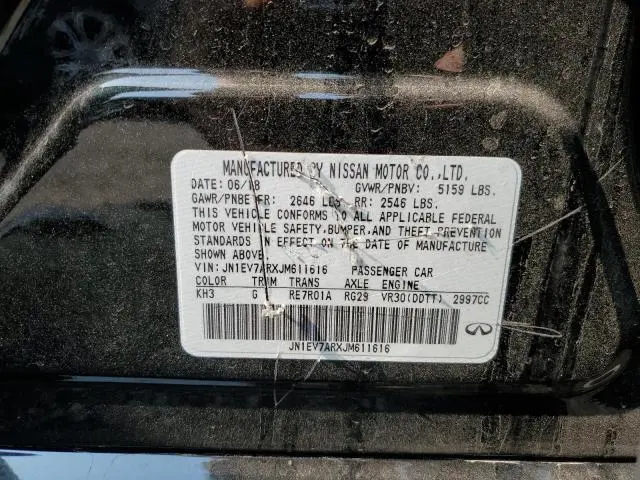 MANUFACTURED BY NISSAN MOTOR CO.,LTD.
DATE: 06/18 GVWR/PNBV: 5159 LBS.
GAWR/PNBE FR: 2646 LBS RR: 2546 LBS.
THIS VEHICLE CONFORMS TO ALL APPLICABLE FEDERAL
MOTOR VEHICLE SAFETY,BUMPER,AND THEFT PREVENTION
STANDARDS IN EFFECT ON THE DATE OF MANUFACTURE
SHOWN ABOVE.
VIN: JN1EV7ARXJM611616 PASSENGER CAR
COLOR TRIM TRANS AXLE ENGINE
KH3 G RE7R01A RG29 VR30(DDTT) 2997CC
JN1EV7ARXJM611616